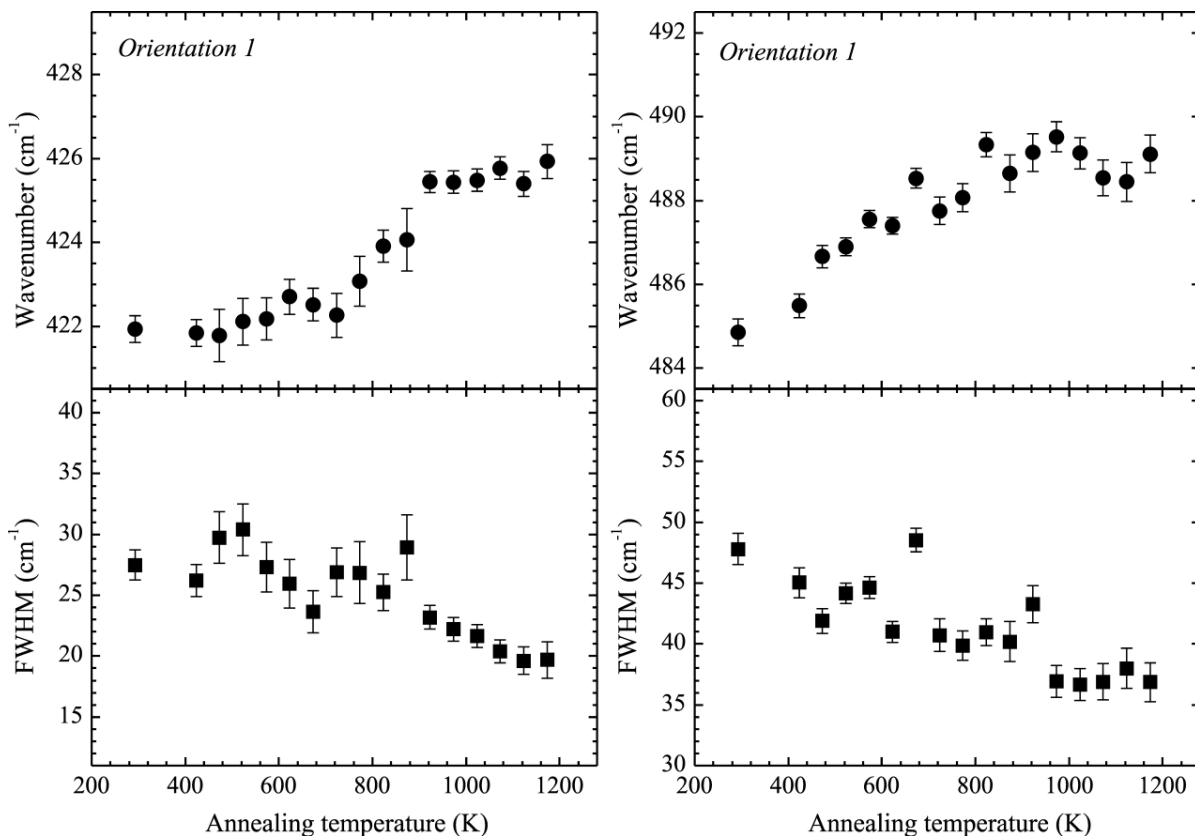 Orientation 1
Wavenumber (cm-1)
428
426
424
422
Orientation 1
Wavenumber (cm-1)
492
490
488
486
484
FWHM (cm-1)
40
35
30
25
20
15
200 400 600 800 1000 1200
Annealing temperature (K)
FWHM (cm-1)
60
55
50
45
40
35
30
200 400 600 800 1000 1200
Annealing temperature (K)